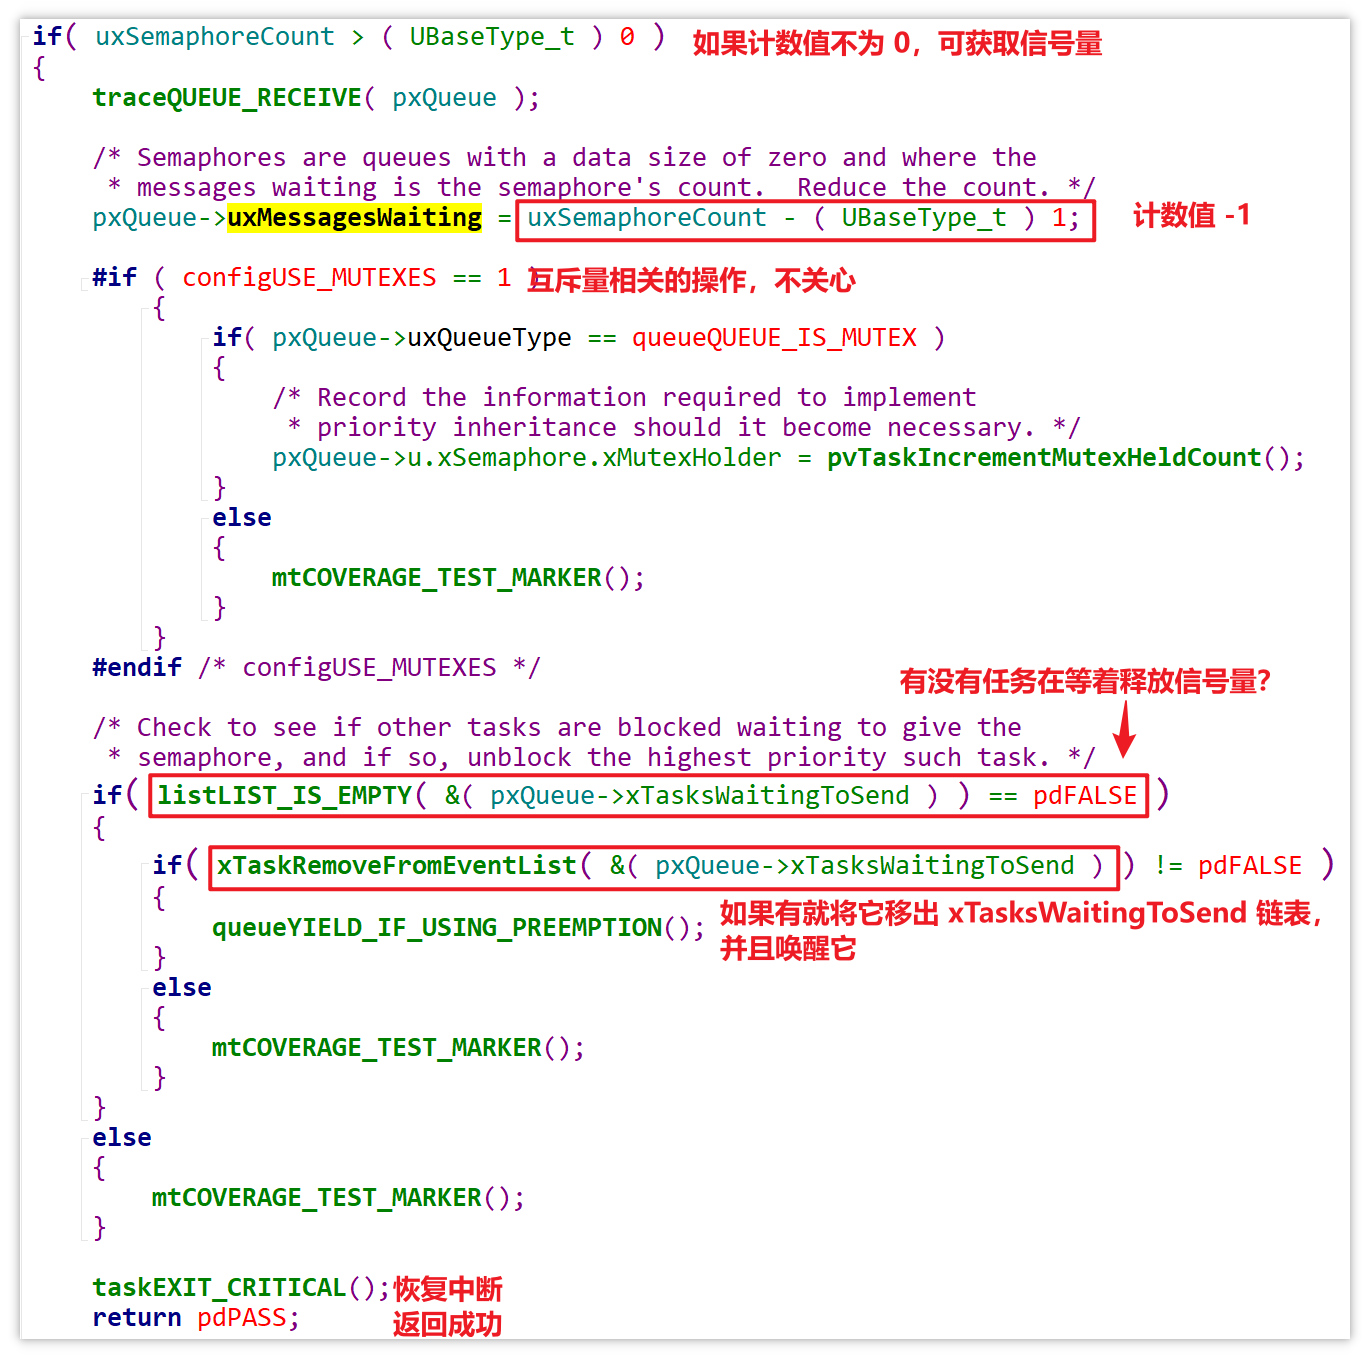 if( uxSemaphoreCount > ( UBaseType_t ) 0 ) 如果计数值不为 0，可获取信号量
{
    traceQUEUE_RECEIVE( pxQueue );

    /* Semaphores are queues with a data size of zero and where the
     * messages waiting is the semaphore's count.  Reduce the count. */
    pxQueue->uxMessagesWaiting = uxSemaphoreCount - ( UBaseType_t ) 1; 计数值 -1

    #if ( configUSE_MUTEXES == 1 ) 互斥量相关的操作，不关心
        {
            if( pxQueue->uxQueueType == queueQUEUE_IS_MUTEX )
            {
                /* Record the information required to implement
                 * priority inheritance should it become necessary. */
                pxQueue->u.xSemaphore.xMutexHolder = pvTaskIncrementMutexHeldCount();
            }
            else
            {
                mtCOVERAGE_TEST_MARKER();
            }
        }
    #endif /* configUSE_MUTEXES */
有没有任务在等着释放信号量？
    /* Check to see if other tasks are blocked waiting to give the
     * semaphore, and if so, unblock the highest priority such task. */
    if( listLIST_IS_EMPTY( &( pxQueue->xTasksWaitingToSend ) ) == pdFALSE )
    {
        if( xTaskRemoveFromEventList( &( pxQueue->xTasksWaitingToSend ) ) != pdFALSE )
        {
            queueYIELD_IF_USING_PREEMPTION(); 如果有就将它移出 xTasksWaitingToSend 链表，
        } 并且唤醒它
        else
        {
            mtCOVERAGE_TEST_MARKER();
        }
    }
    else
    {
        mtCOVERAGE_TEST_MARKER();
    }

    taskEXIT_CRITICAL(); 恢复中断
    return pdPASS; 返回成功